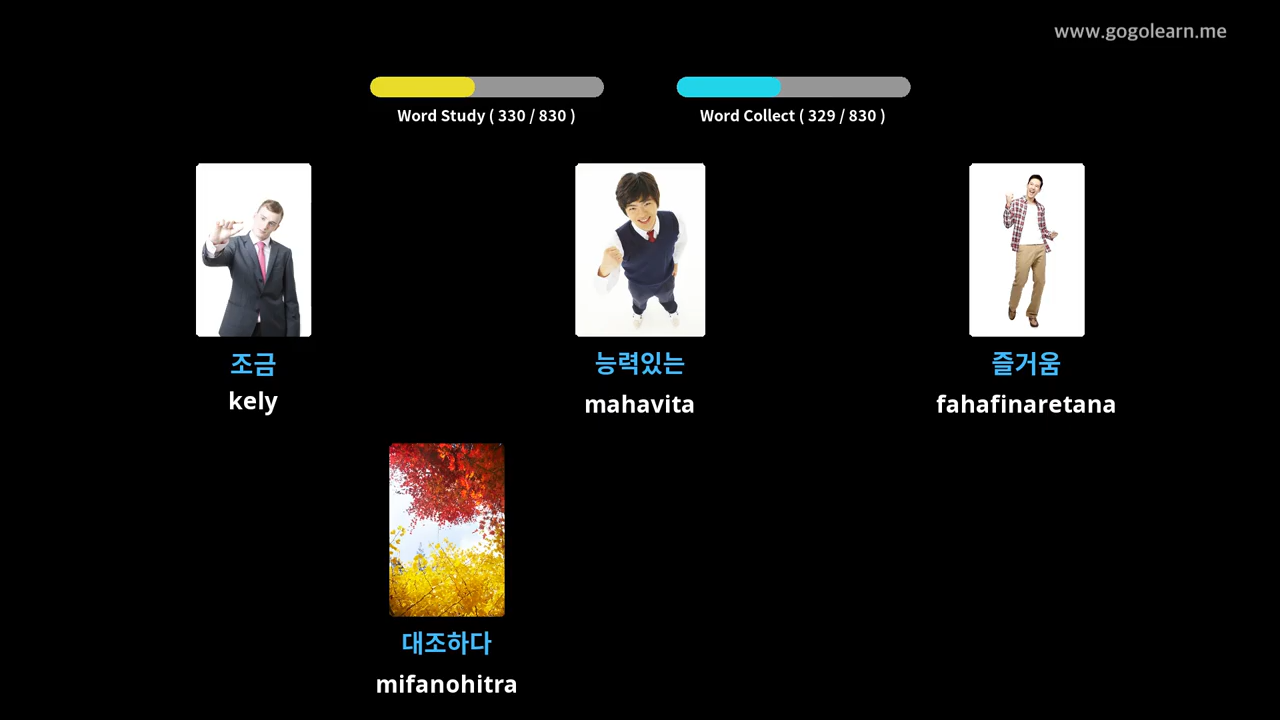 www.gogolearn.me
Word Study ( 330 / 830 )
Word Collect ( 329 / 830 )
조금
kely
능력있는
mahavita
즐거움
fahafinaretana
대조하다
mifanohitra